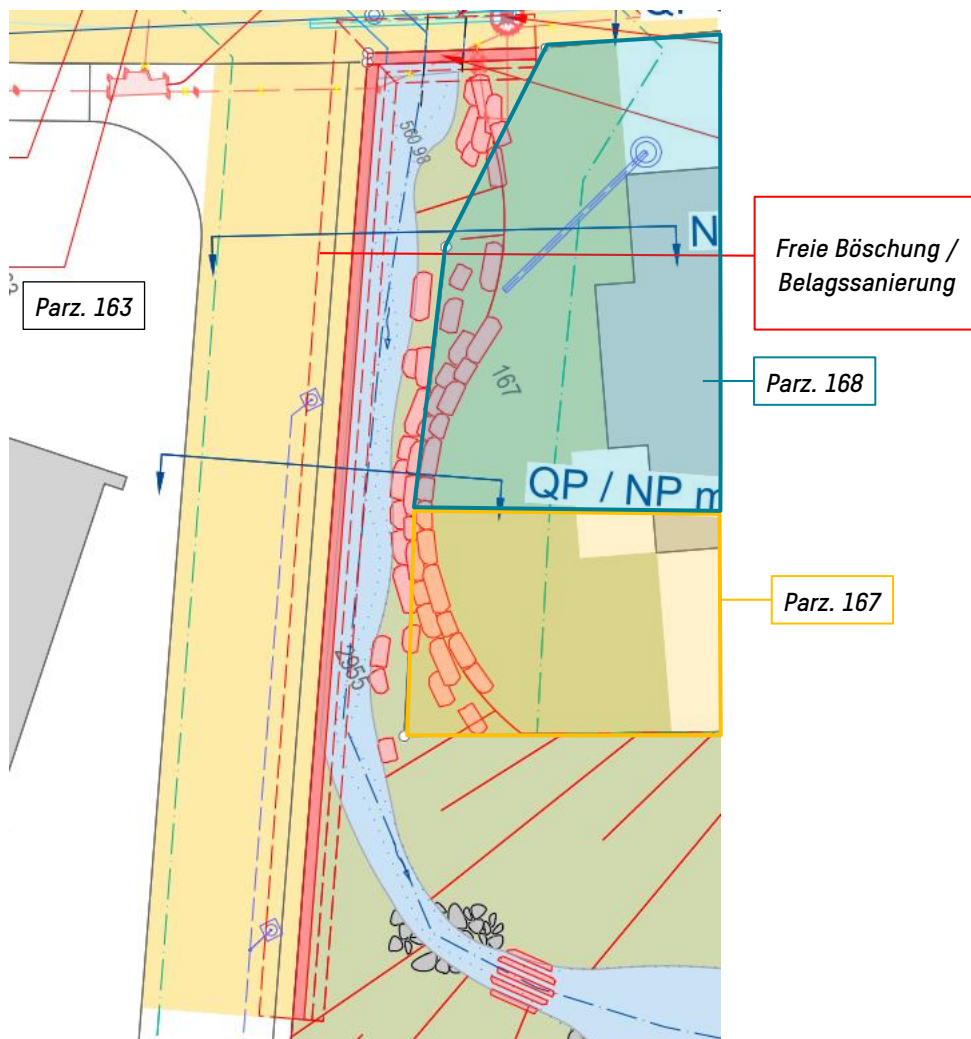 560.98
N
Freie Böschung /
Belagssanierung
Parz. 163
Parz. 168
167
QP / NP m
Parz. 167
2955